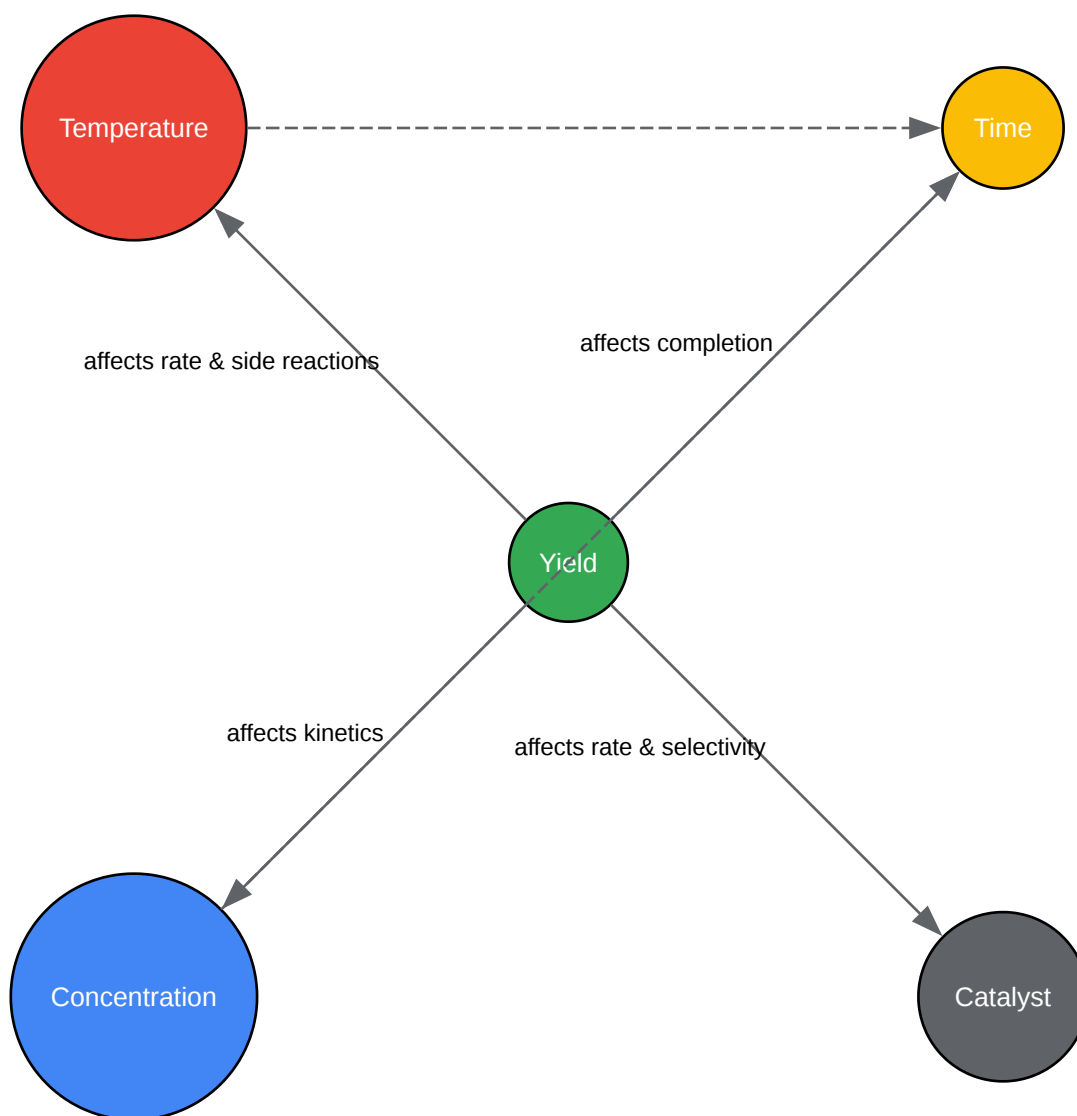 Temperature
Time
affects completion
affects rate & side reactions
Yield
affects kinetics
affects rate & selectivity
Concentration
Catalyst